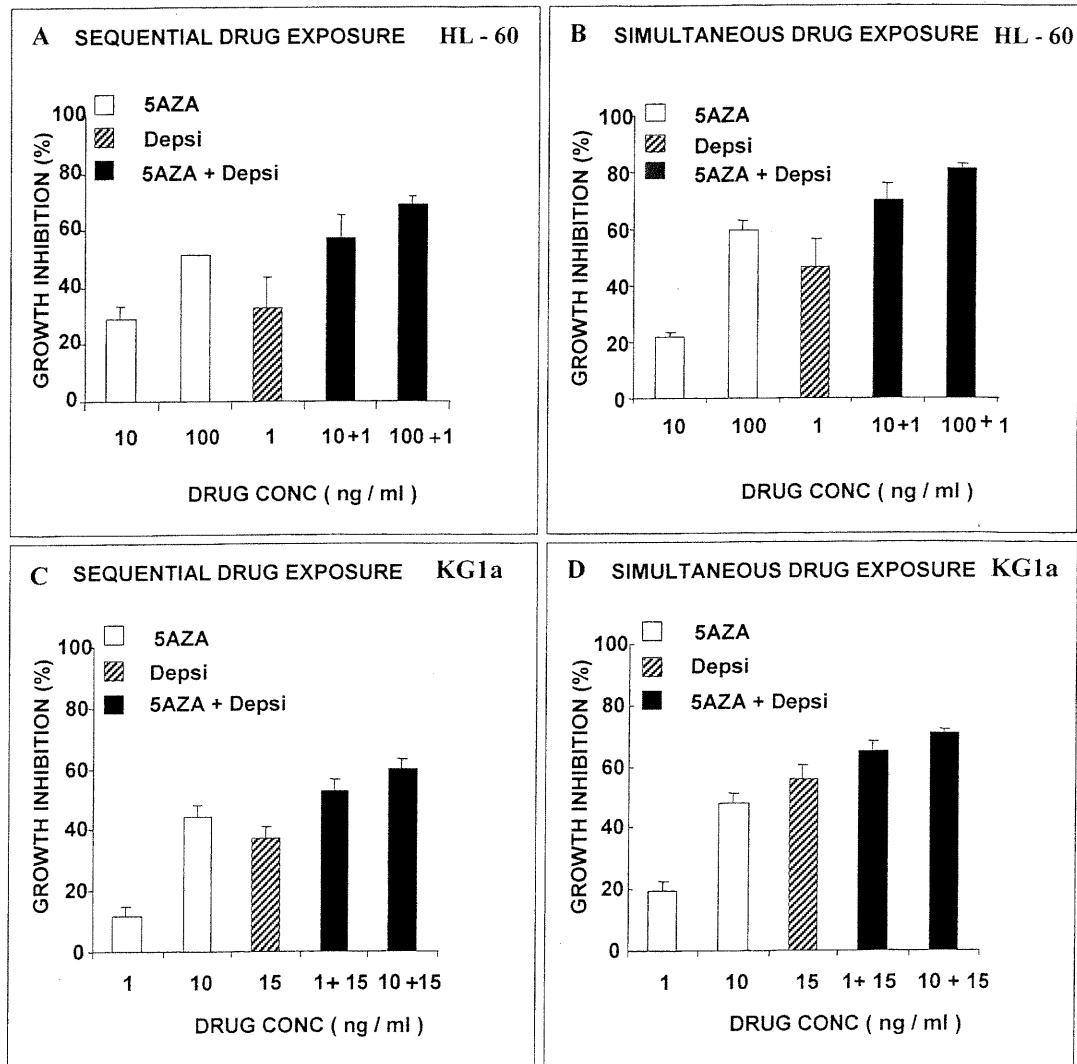 A SEQUENTIAL DRUG EXPOSURE HL - 60
5AZA
Depsi
5AZA + Depsi
GROWTH INHIBITION (%)
100
80
60
40
20
0
10 100 1 10+1 100+1
DRUG CONC ( ng / ml )
B SIMULTANEOUS DRUG EXPOSURE HL - 60
5AZA
Depsi
5AZA + Depsi
GROWTH INHIBITION (%)
100
80
60
40
20
0
10 100 1 10+1 100 + 1
DRUG CONC ( ng / ml )
C SEQUENTIAL DRUG EXPOSURE KG1a
5AZA
Depsi
5AZA + Depsi
GROWTH INHIBITION (%)
100
80
60
40
20
0
1 10 15 1+ 15 10 +15
DRUG CONC ( ng / ml )
D SIMULTANEOUS DRUG EXPOSURE KG1a
5AZA
Depsi
5AZA + Depsi
GROWTH INHIBITION (%)
100
80
60
40
20
0
1 10 15 1+ 15 10 + 15
DRUG CONC ( ng / ml )